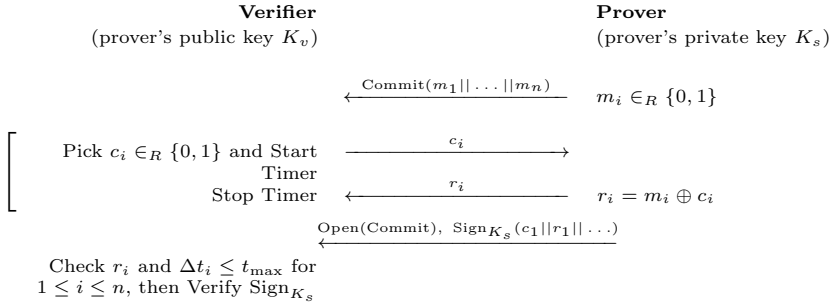 Verifier
Prover
(prover's public key K_v)
(prover's private key K_s)
Commit(m_1|| . . . ||m_n)
m_i ∈_R {0, 1}
Pick c_i ∈_R {0, 1} and Start
c_i
Timer
Stop Timer
r_i
r_i = m_i ⊕ c_i
Open(Commit), Sign_{K_s}(c_1||r_1|| . . .)
Check r_i and Δt_i ≤ t_max for
1 ≤ i ≤ n, then Verify Sign_{K_s}